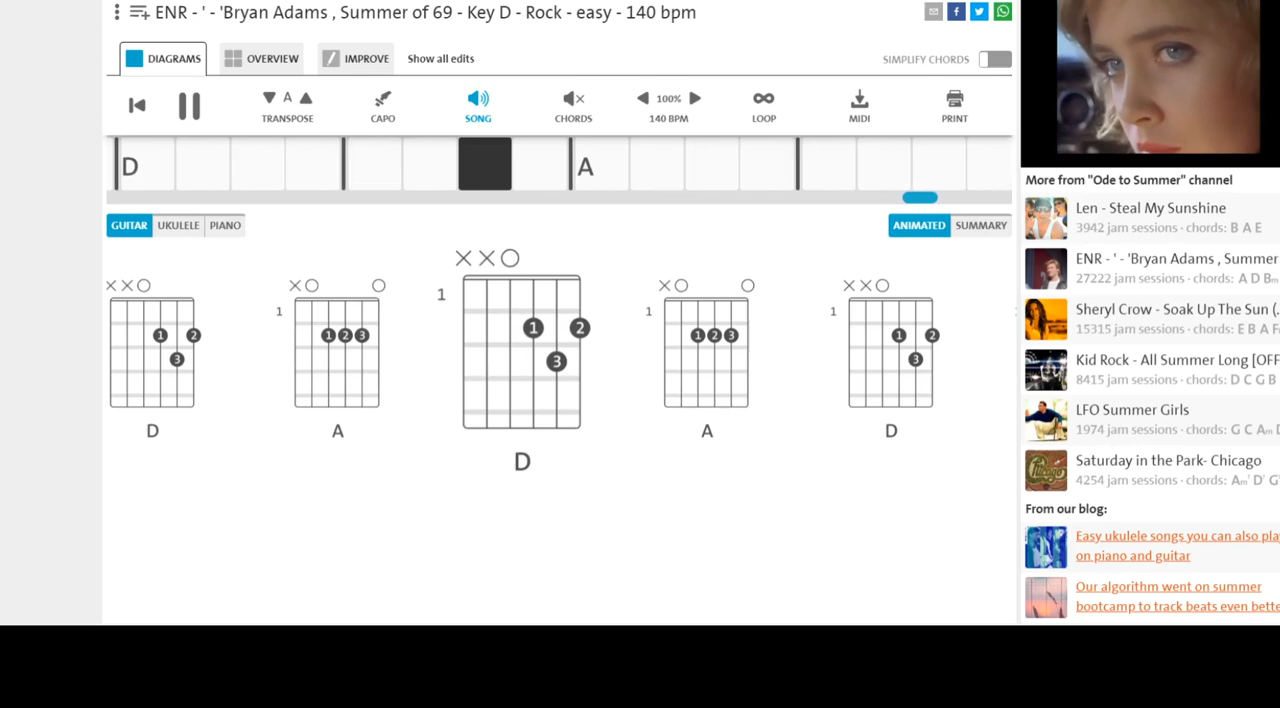 ENR - ' - 'Bryan Adams , Summer of 69 - Key D - Rock - easy - 140 bpm
DIAGRAMS
OVERVIEW
IMPROVE
Show all edits
SIMPLIFY CHORDS
A
TRANSPOSE
CAPO
SONG
CHORDS
100%
140 BPM
LOOP
MIDI
PRINT
D
A
GUITAR
UKULELE
PIANO
ANIMATED
SUMMARY
1
2
3
D
1
1
2
3
A
1
1
2
3
D
1
1
2
3
A
1
1
2
3
D
More from "Ode to Summer" channel
Len - Steal My Sunshine
3942 jam sessions · chords: B A E
ENR - ' - 'Bryan Adams , Summer
27222 jam sessions · chords: A D Bm
Sheryl Crow - Soak Up The Sun (.
15315 jam sessions · chords: E B A F
Kid Rock - All Summer Long [OFF
8415 jam sessions · chords: D C G B
LFO Summer Girls
1974 jam sessions · chords: G C Am D
Saturday in the Park- Chicago
4254 jam sessions · chords: Am7 D7 G
From our blog:
Easy ukulele songs you can also pla
on piano and guitar
Our algorithm went on summer
bootcamp to track beats even bette